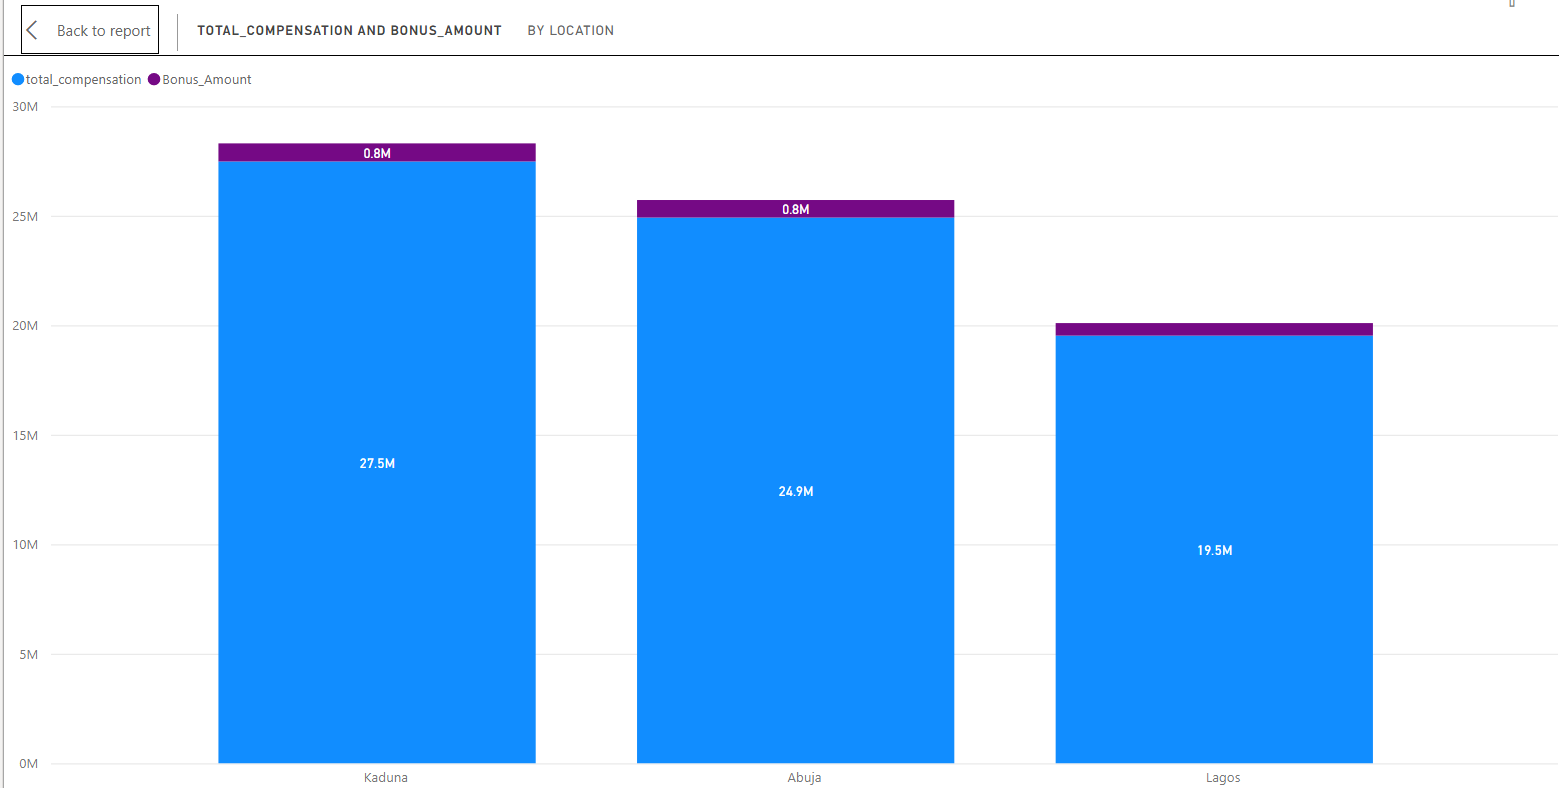 Back to report
TOTAL_COMPENSATION AND BONUS_AMOUNT BY LOCATION
total_compensation Bonus_Amount
30M
0.8M
25M
0.8M
20M
15M
27.5M
24.9M
10M
19.5M
5M
0M
Kaduna Abuja Lagos